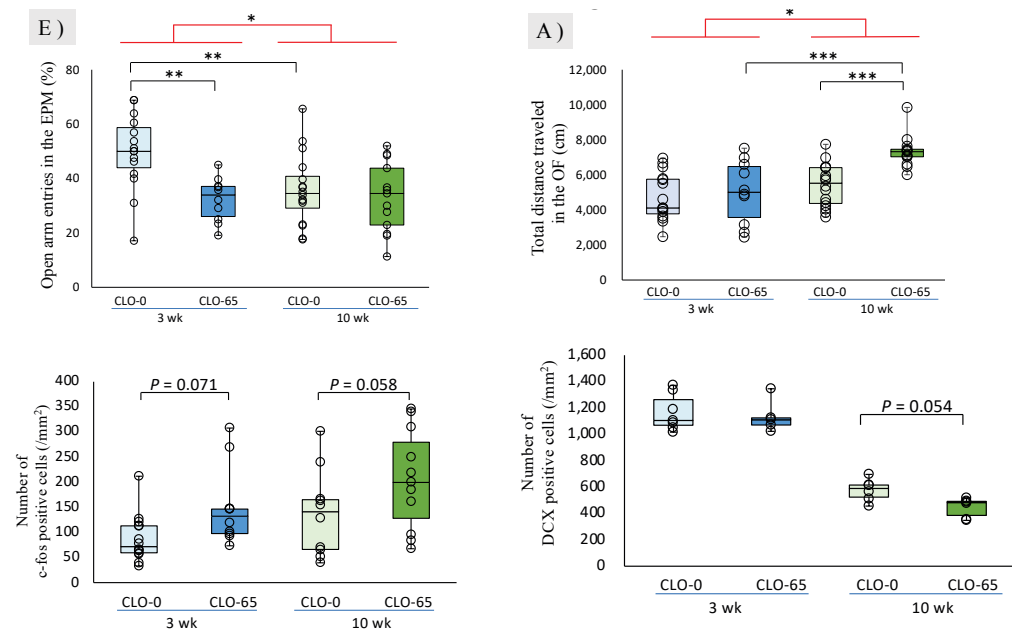 E )
*
**
**
Open arm entries in the EPM (%)
80
60
40
20
0
CLO-0 CLO-65 CLO-0 CLO-65
3 wk 10 wk
A )
*
***
***
Total distance traveled
in the OF (cm)
12,000
10,000
8,000
6,000
4,000
2,000
0
CLO-0 CLO-65 CLO-0 CLO-65
3 wk 10 wk
Number of
c-fos positive cells (/mm²)
400
350
300
250
200
150
100
50
0
P = 0.071
P = 0.058
CLO-0 CLO-65 CLO-0 CLO-65
3 wk 10 wk
Number of
DCX positive cells (/mm²)
1,600
1,400
1,200
1,000
800
600
400
200
0
P = 0.054
CLO-0 CLO-65 CLO-0 CLO-65
3 wk 10 wk